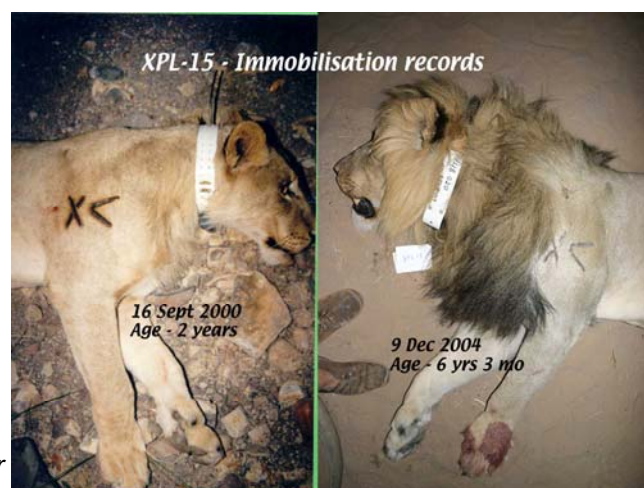 XPL-15 - Immobilisation records
X<
X<
16 Sept 2000
Age - 2 years
9 Dec 2004
Age - 6 yrs 3 mo
r